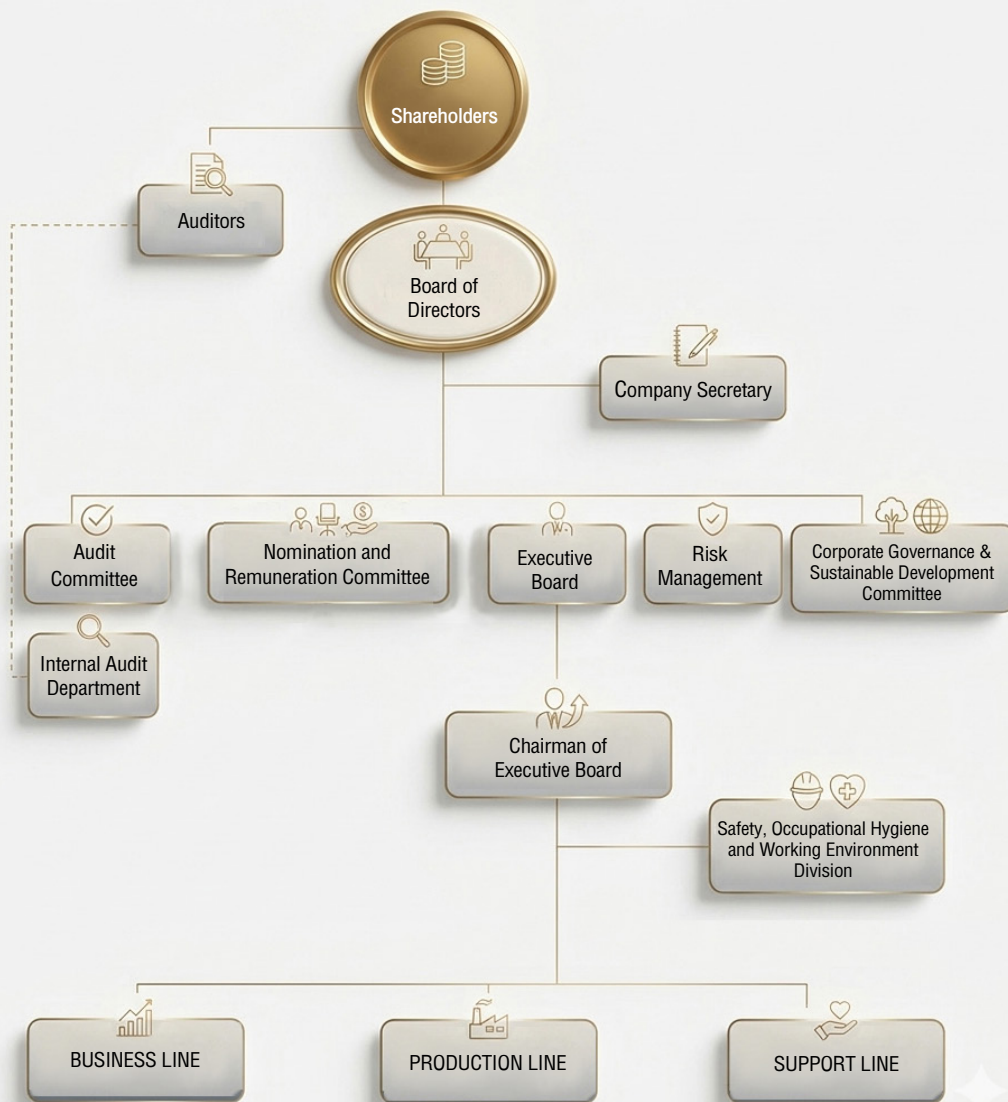 Shareholders
Auditors
Board of
Directors
Company Secretary
Audit
Committee
Nomination and
Remuneration Committee
Executive
Board
Risk
Management
Corporate Governance &
Sustainable Development
Committee
Internal Audit
Department
Chairman of
Executive Board
Safety, Occupational Hygiene
and Working Environment
Division
BUSINESS LINE
PRODUCTION LINE
SUPPORT LINE